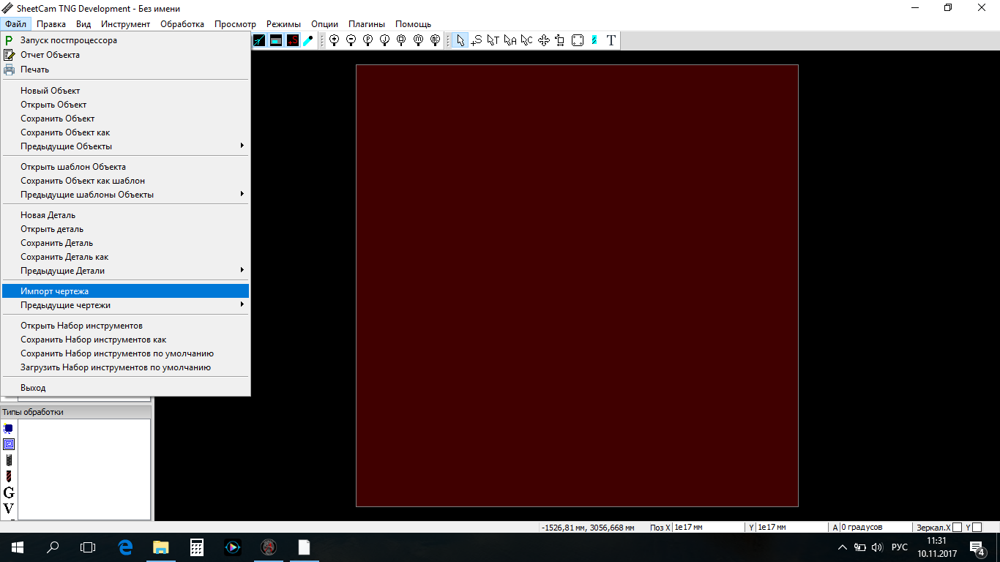 SheetCam TNG Development - Без имени
Файл Правка Вид Инструмент Обработка Просмотр Режимы Опции Плагины Помощь
P Запуск постпроцессора
Отчет Объекта
Печать
Новый Объект
Открыть Объект
Сохранить Объект
Сохранить Объект как
Предыдущие Объекты
Открыть шаблон Объекта
Сохранить Объект как шаблон
Предыдущие шаблоны Объекты
Новая Деталь
Открыть деталь
Сохранить Деталь
Сохранить Деталь как
Предыдущие Детали
Импорт чертежа
Предыдущие чертежи
Открыть Набор инструментов
Сохранить Набор инструментов как
Сохранить Набор инструментов по умолчанию
Загрузить Набор инструментов по умолчанию
Выход
Типы обработки
G
V
-1526,81 мм, 3056,668 мм Поз X 1e17 мм Y 1e17 мм A 0 градусов Зеркал.X Y
РУС
11:31
10.11.2017
4